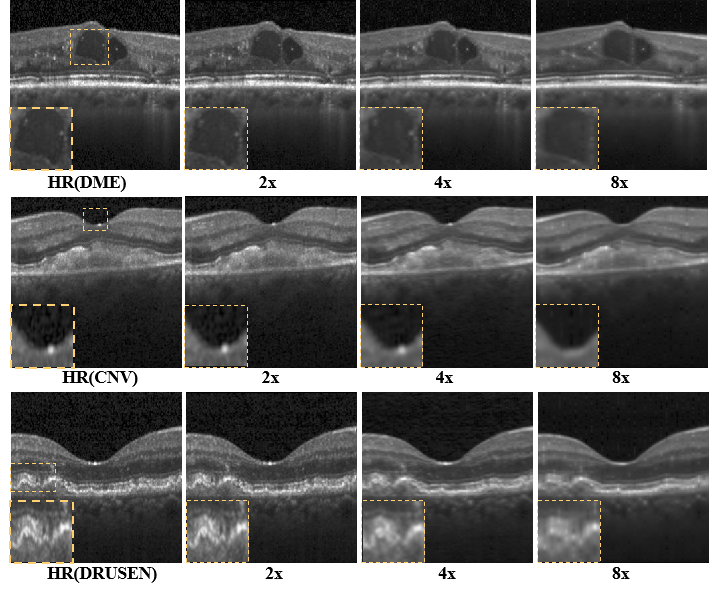 HR(DME) 2x 4x 8x
HR(CNV) 2x 4x 8x
HR(DRUSEN) 2x 4x 8x